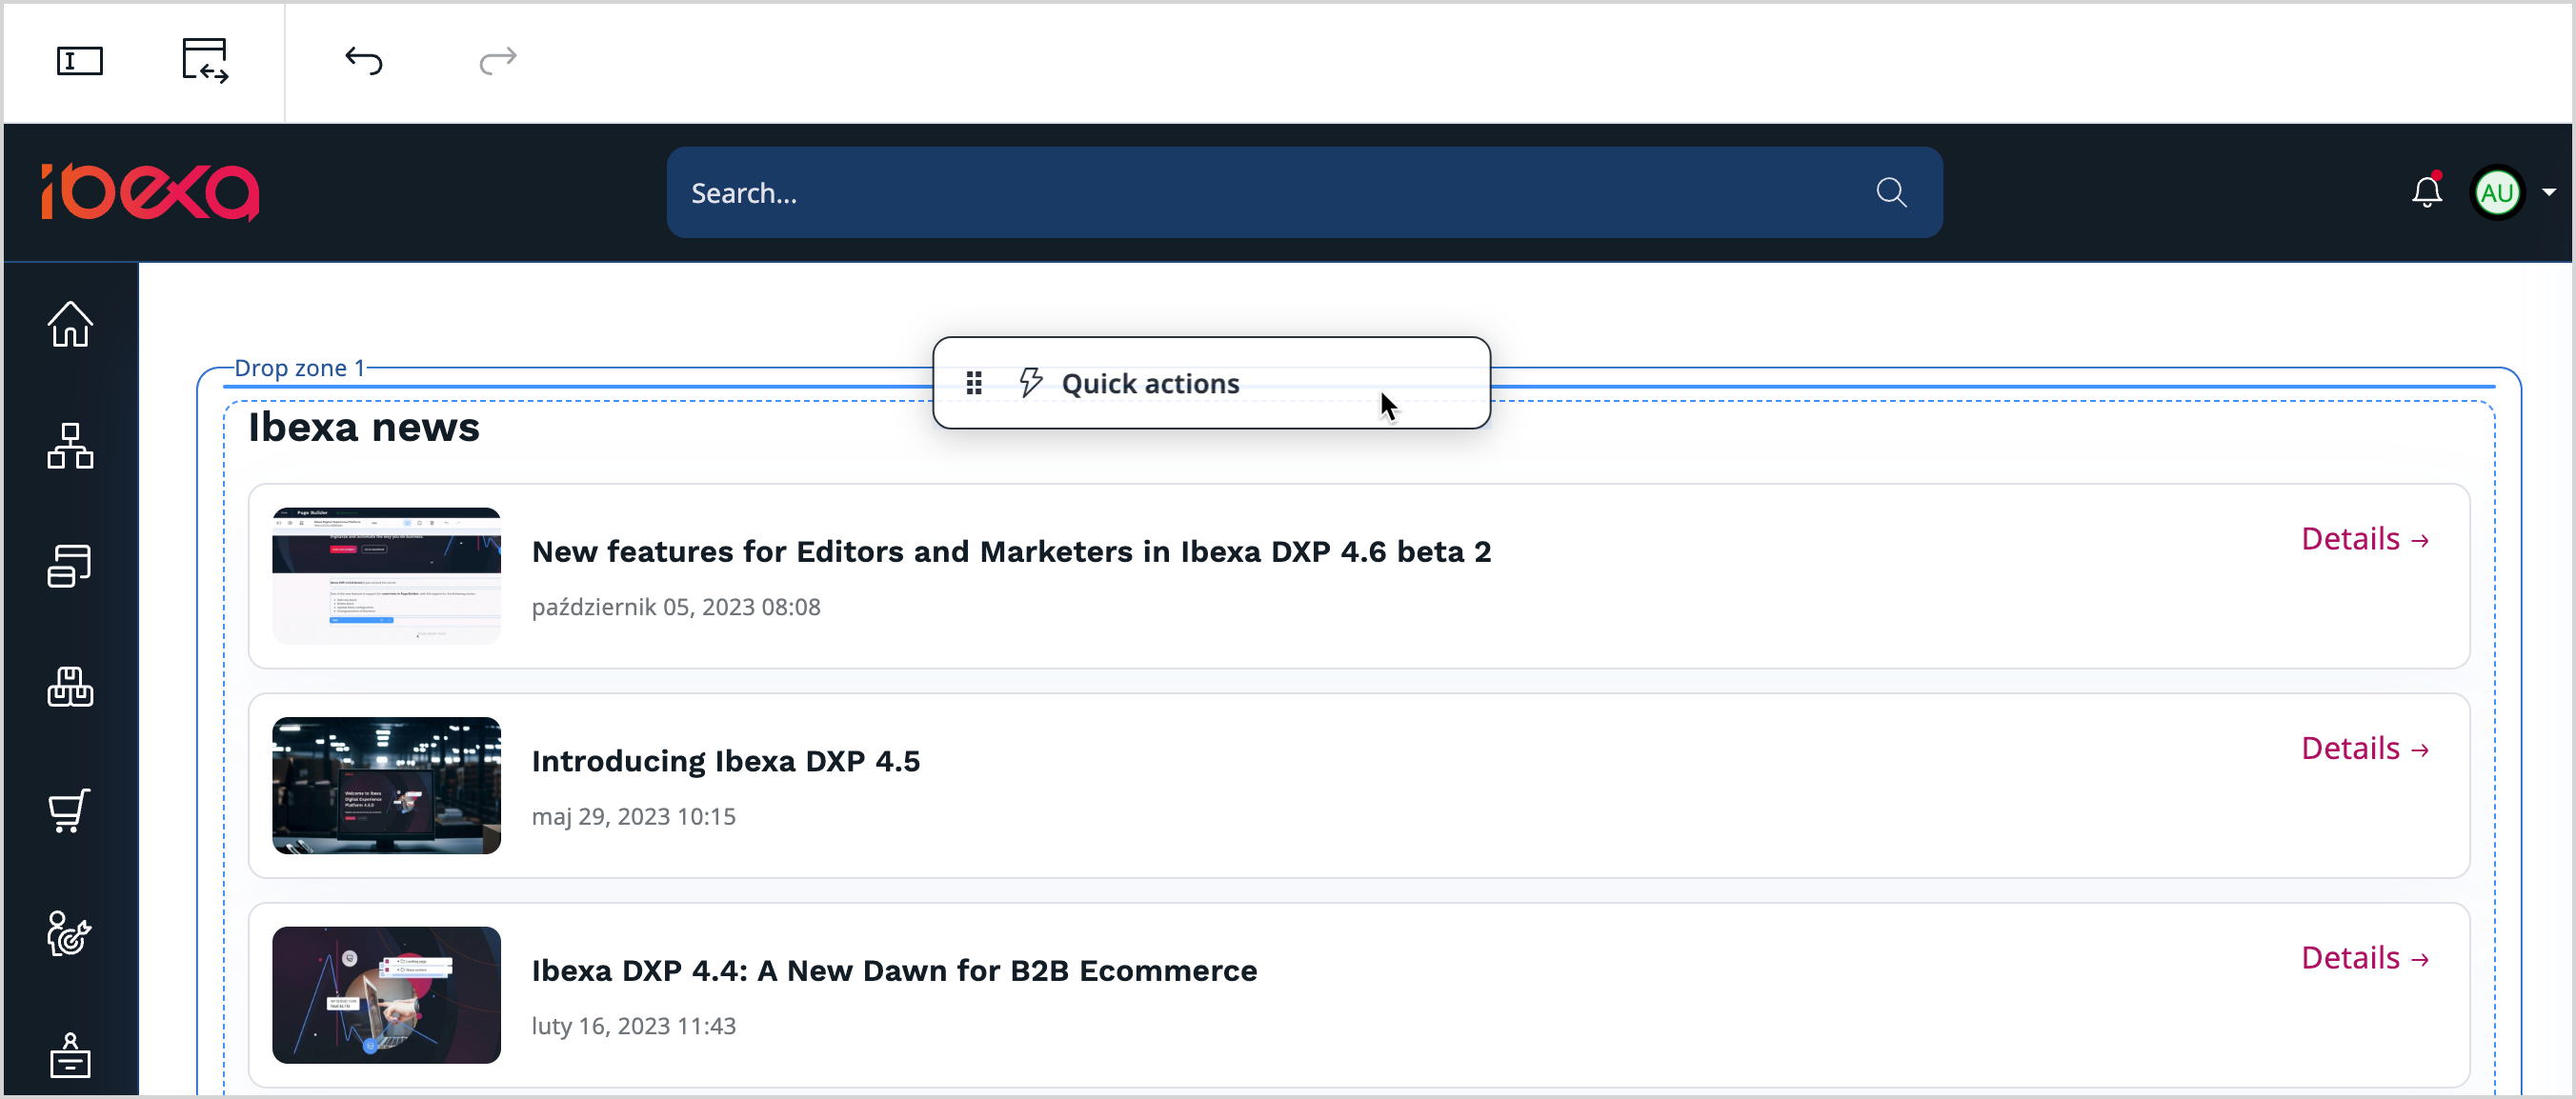 ibexa
Search...
AU
Drop zone 1
Quick actions
Ibexa news
New features for Editors and Marketers in Ibexa DXP 4.6 beta 2
Details →
październik 05, 2023 08:08
Introducing Ibexa DXP 4.5
Details →
maj 29, 2023 10:15
Ibexa DXP 4.4: A New Dawn for B2B Ecommerce
Details →
luty 16, 2023 11:43